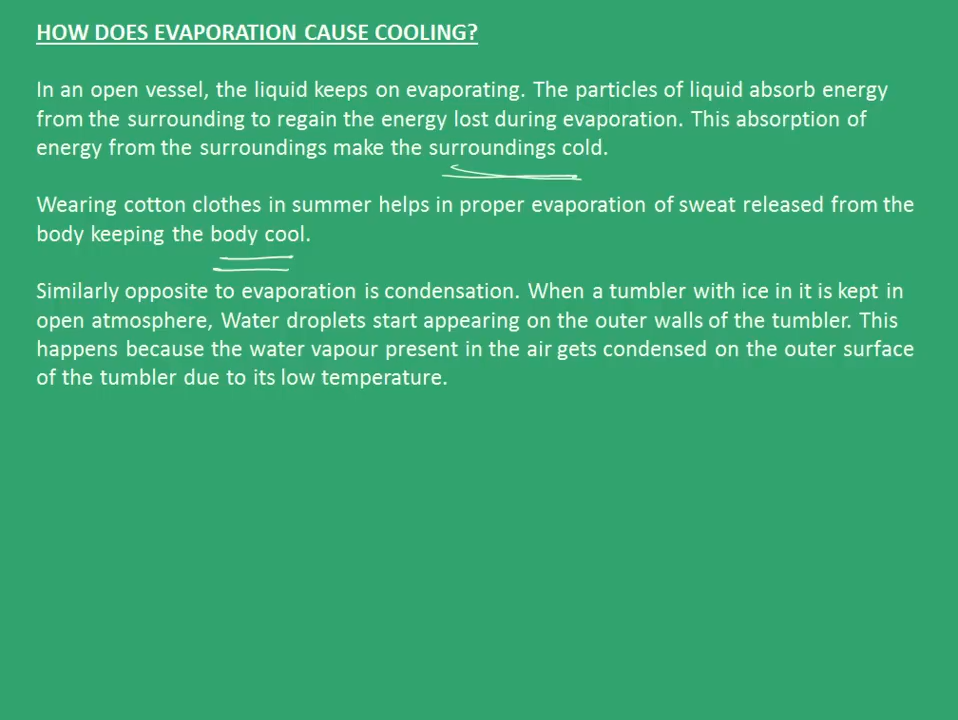 HOW DOES EVAPORATION CAUSE COOLING?
In an open vessel, the liquid keeps on evaporating. The particles of liquid absorb energy
from the surrounding to regain the energy lost during evaporation. This absorption of
energy from the surroundings make the surroundings cold.
Wearing cotton clothes in summer helps in proper evaporation of sweat released from the
body keeping the body cool.
Similarly opposite to evaporation is condensation. When a tumbler with ice in it is kept in
open atmosphere, Water droplets start appearing on the outer walls of the tumbler. This
happens because the water vapour present in the air gets condensed on the outer surface
of the tumbler due to its low temperature.